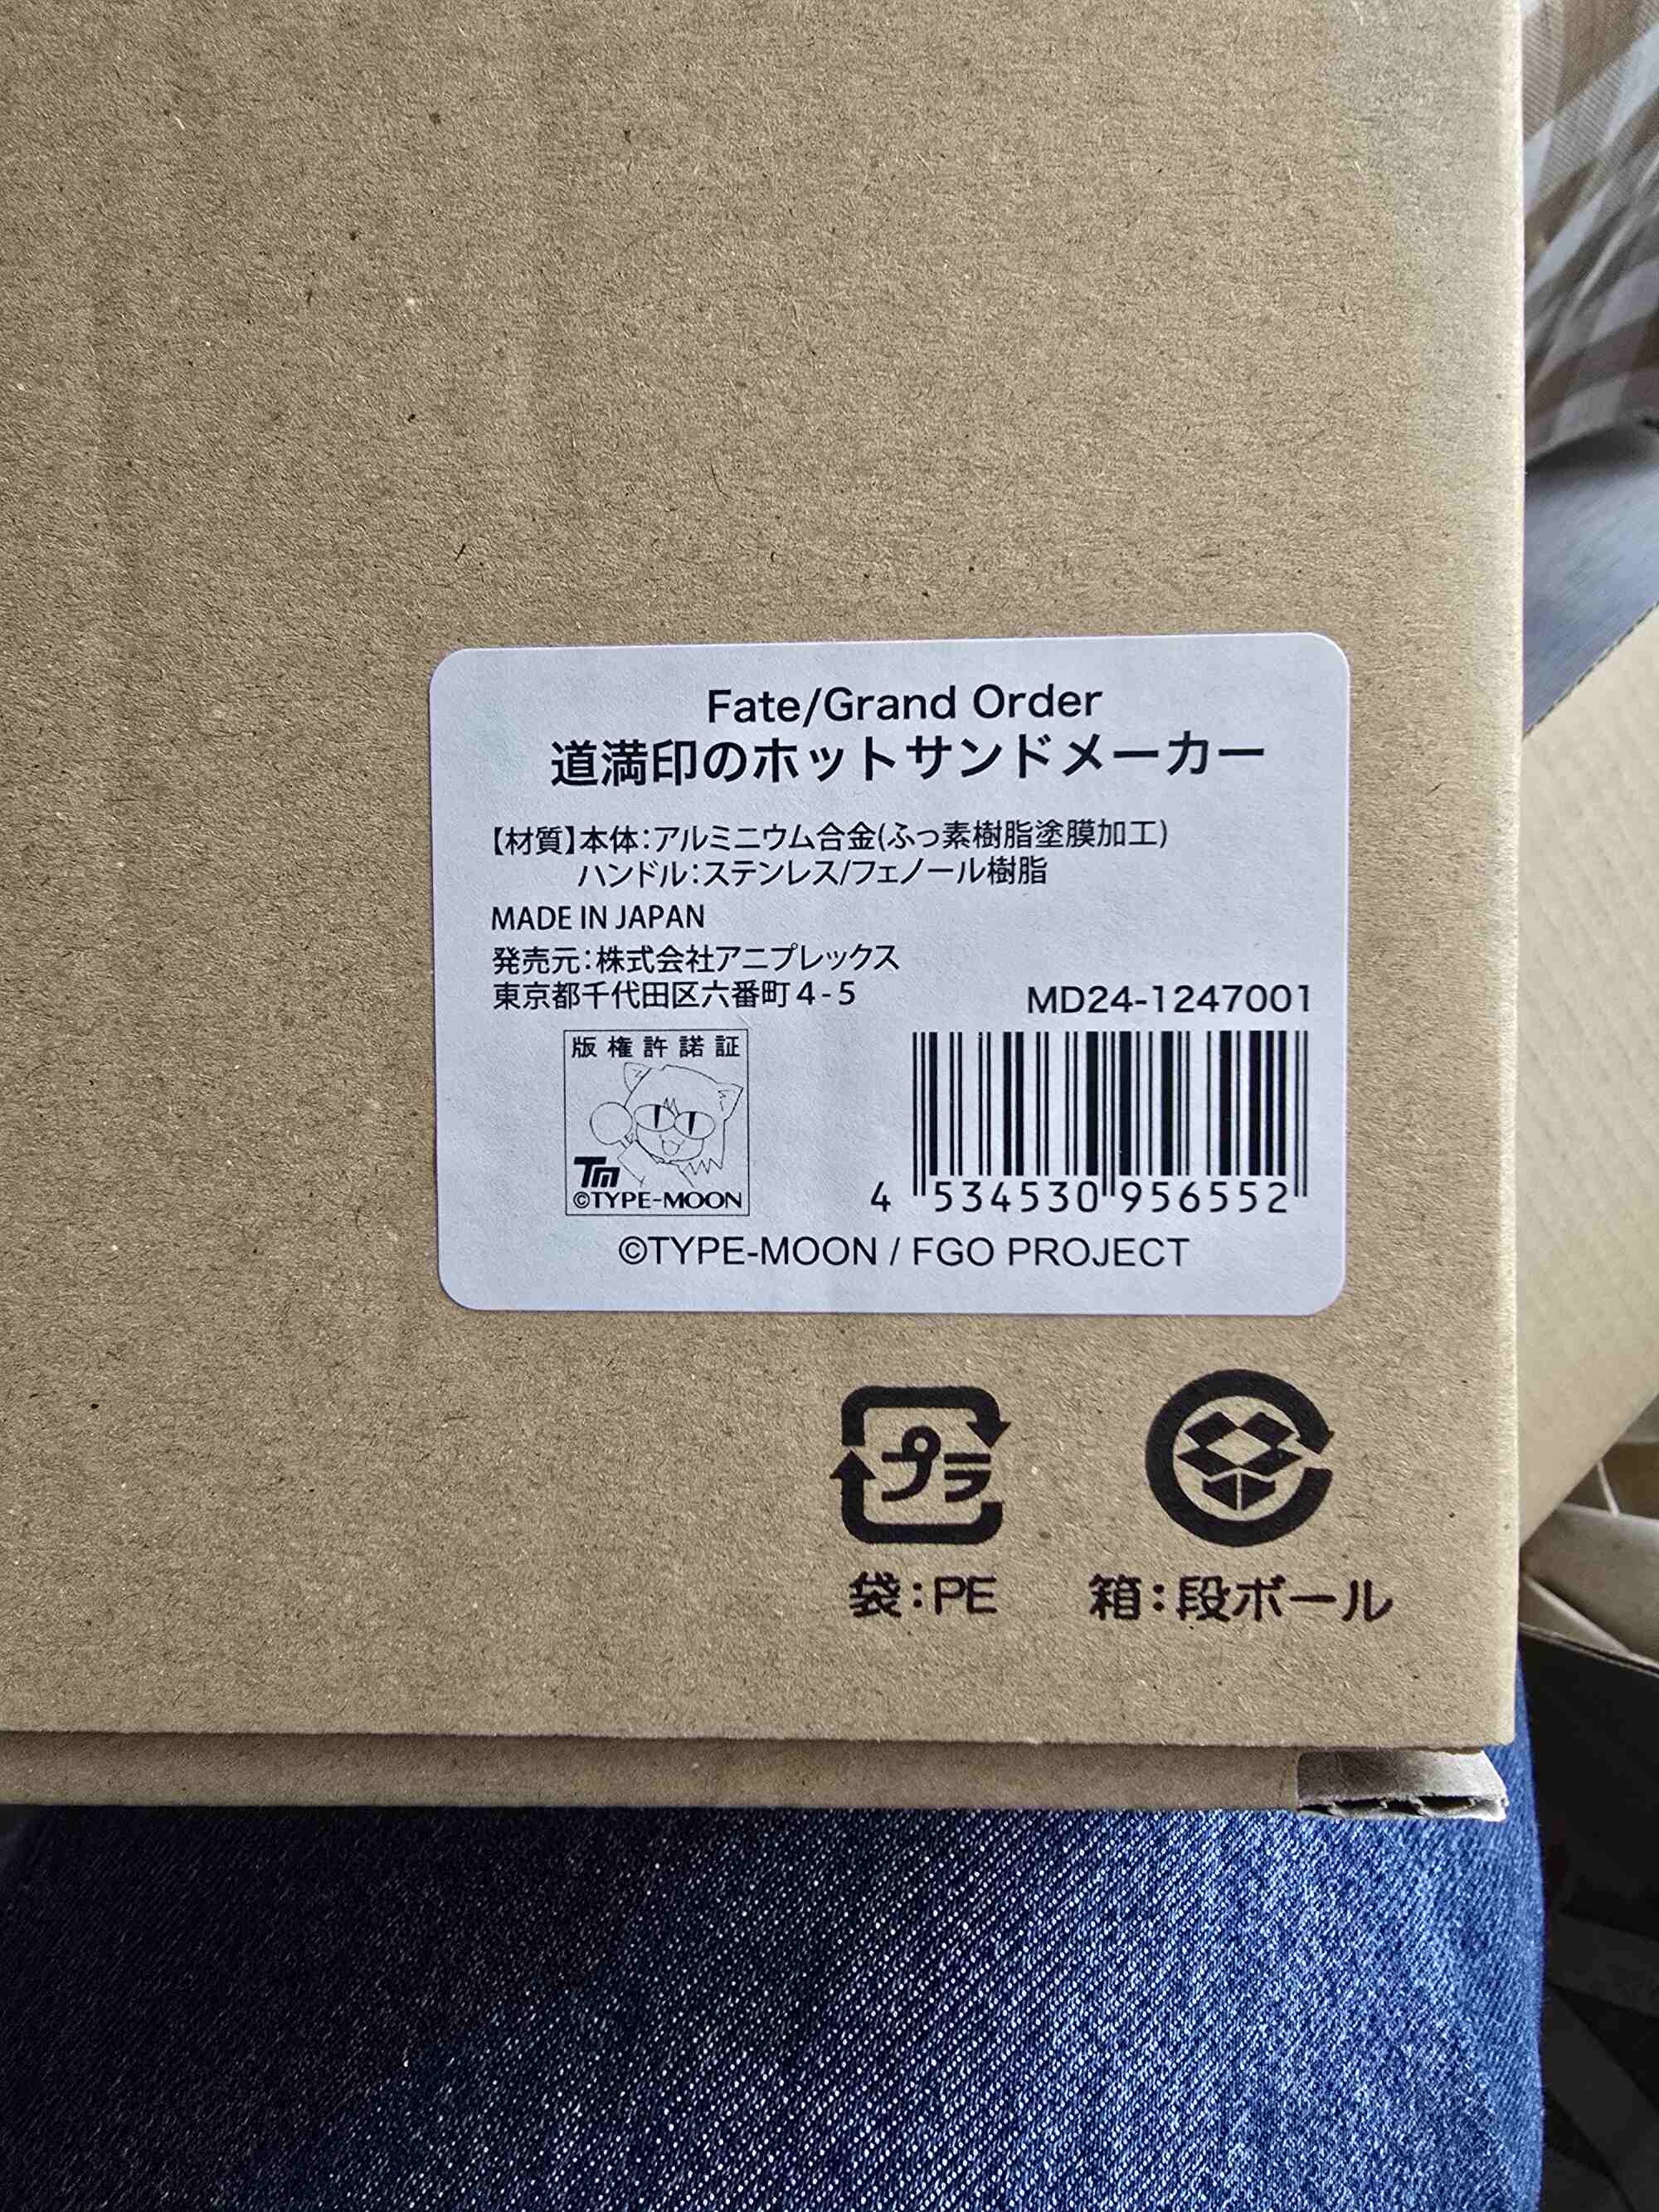 Fate/Grand Order
道満印のホットサンドメーカー
【材質】本体：アルミニウム合金(ふっ素樹脂塗膜加工)
ハンドル：ステンレス/フェノール樹脂
MADE IN JAPAN
発売元：株式会社アニプレックス
東京都千代田区六番町4-5
MD24-1247001
版権許諾証
TM
©TYPE-MOON
4 534530 956552
©TYPE-MOON / FGO PROJECT
プラ
袋：PE
箱：段ボール